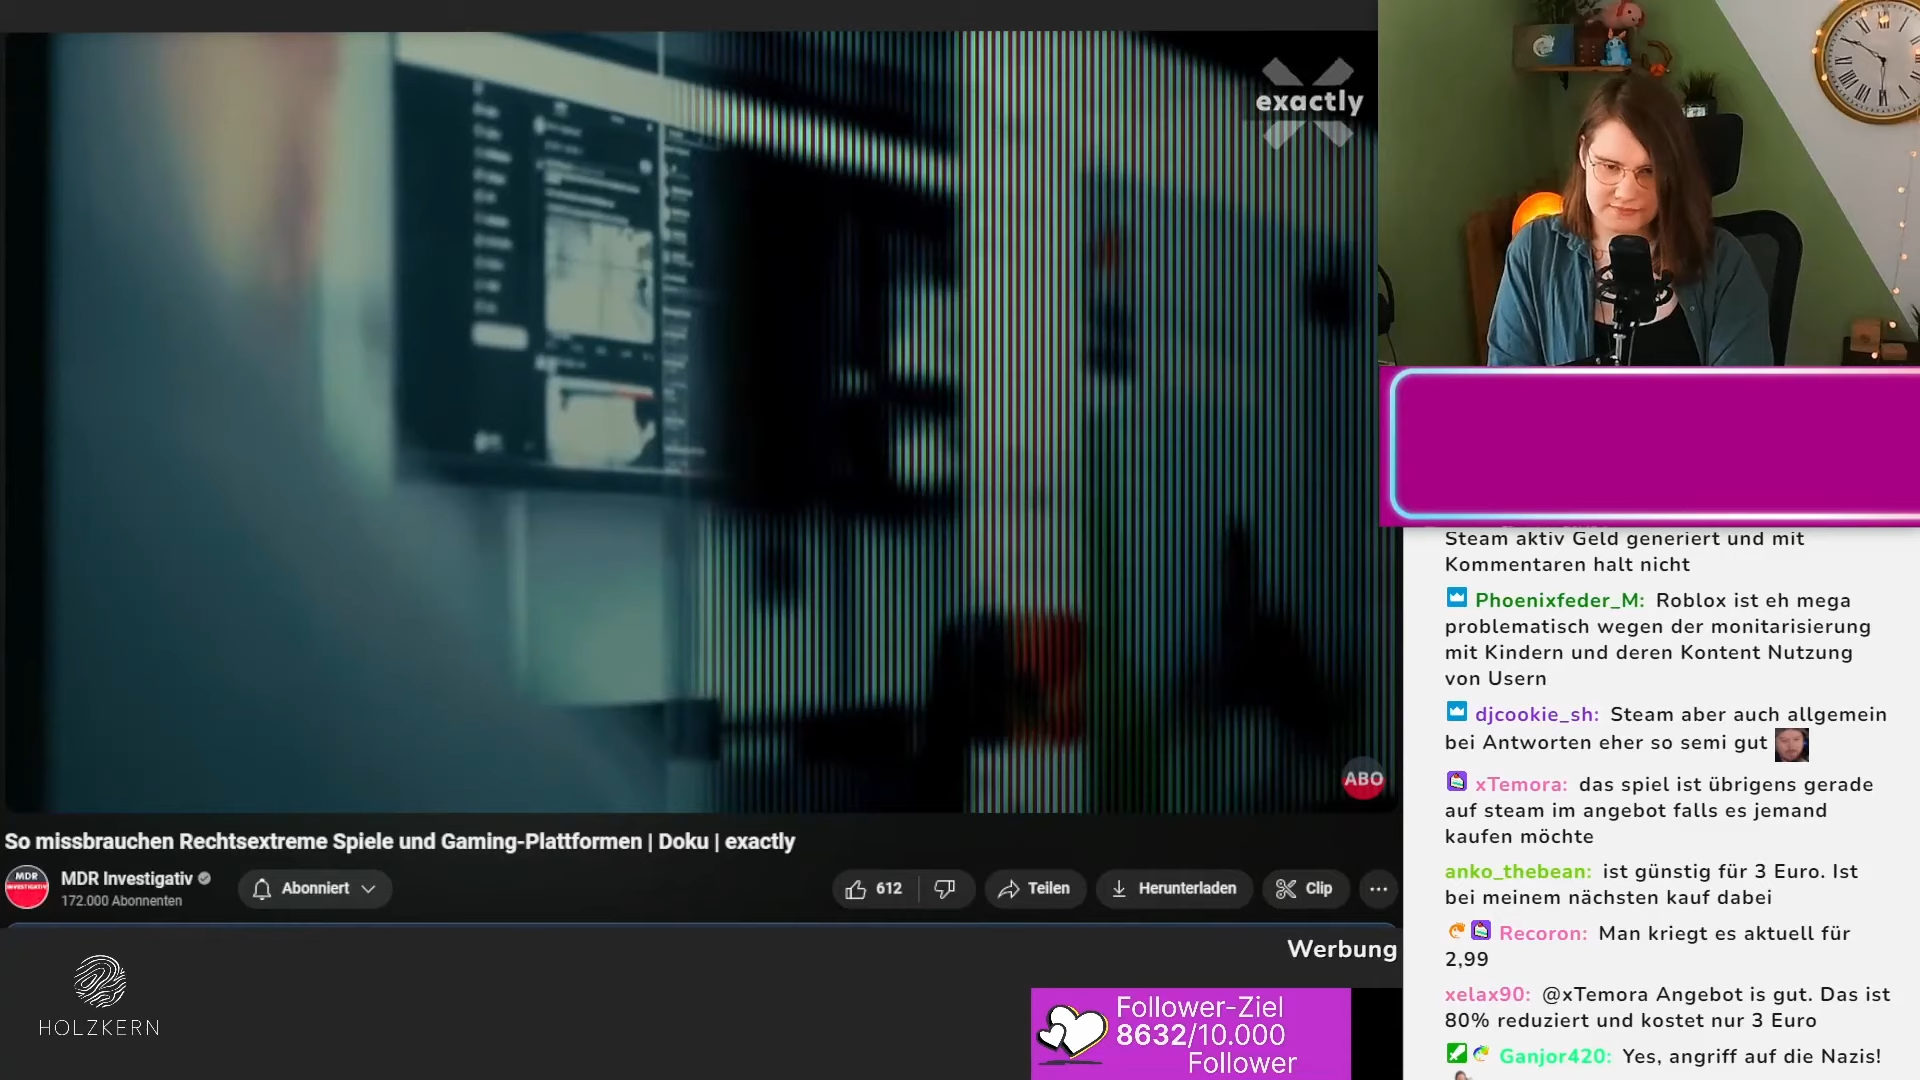 exactly
ABO
So missbrauchen Rechtsextreme Spiele und Gaming-Plattformen | Doku | exactly
MDR
INVESTIGATIV
MDR Investigativ
172.000 Abonnenten
Abonniert
612
Teilen
Herunterladen
Clip
Werbung
HOLZKERN
Follower-Ziel
8632/10.000
Follower
Steam aktiv Geld generiert und mit
Kommentaren halt nicht
Phoenixfeder_M: Roblox ist eh mega
problematisch wegen der monitarisierung
mit Kindern und deren Kontent Nutzung
von Usern
djcookie_sh: Steam aber auch allgemein
bei Antworten eher so semi gut
xTemora: das spiel ist übrigens gerade
auf steam im angebot falls es jemand
kaufen möchte
anko_thebean: ist günstig für 3 Euro. Ist
bei meinem nächsten kauf dabei
Recoron: Man kriegt es aktuell für
2,99
xelax90: @xTemora Angebot is gut. Das ist
80% reduziert und kostet nur 3 Euro
Ganjor420: Yes, angriff auf die Nazis!